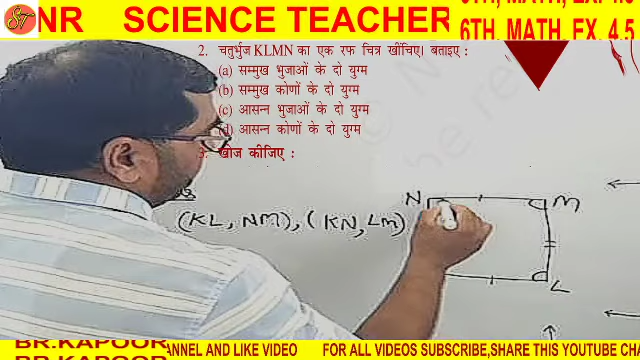 NR SCIENCE TEACHER
6TH, MATH, EX. 4.5
2. चतुर्भुज KLMN का एक रफ चित्र खींचिए। बताइए :
(a) सम्मुख भुजाओं के दो युग्म
(b) सम्मुख कोणों के दो युग्म
(c) आसन्न भुजाओं के दो युग्म
(d) आसन्न कोणों के दो युग्म
3. खोज कीजिए :
N M
(KL, NM), (KN, LM)
L
BR.KAPOOR
ANNEL AND LIKE VIDEO FOR ALL VIDEOS SUBSCRIBE,SHARE THIS YOUTUBE CHA